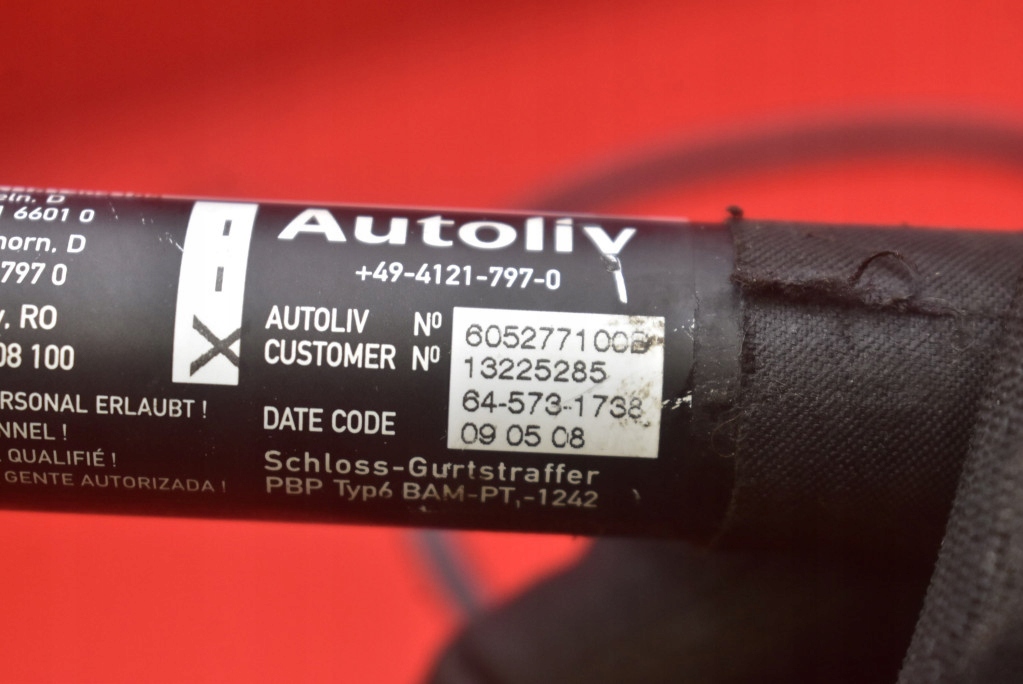 eln. D
6601 0
horn, D
797 0
, RO
08 100
RSONAL ERLAUBT !
NNEL !
QUALIFIÉ !
GENTE AUTORIZADA !
X - -
Autoliv
+49-4121-797-0
AUTOLIV Nº 605277100B
CUSTOMER Nº 13225285
64-573-1738
DATE CODE 09 05 08
Schloss-Gurtstraffer
PBP Typ6 BAM-PT,-1242